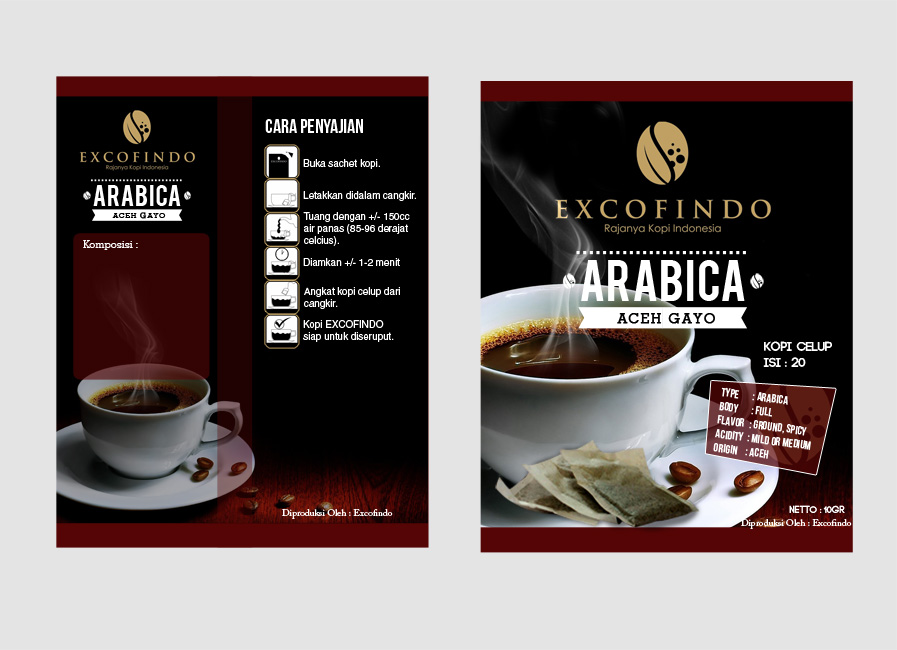 EXCOFINDO
Rajanya Kopi Indonesia
ARABICA
ACEH GAYO
Komposisi :
CARA PENYAJIAN
Buka sachet kopi.
Letakkan didalam cangkir.
Tuang dengan +/- 150cc
air panas (85-96 derajat
celcius).
Diamkan +/- 1-2 menit
Angkat kopi celup dari
cangkir.
Kopi EXCOFINDO
siap untuk diseruput.
Diproduksi Oleh : Excofindo
EXCOFINDO
Rajanya Kopi Indonesia
ARABICA
ACEH GAYO
KOPI CELUP
ISI : 20
TYPE : ARABICA
BODY : FULL
FLAVOR : GROUND, SPICY
ACIDITY : MILD OR MEDIUM
ORIGIN : ACEH
NETTO : 10GR
Diproduksi Oleh : Excofindo